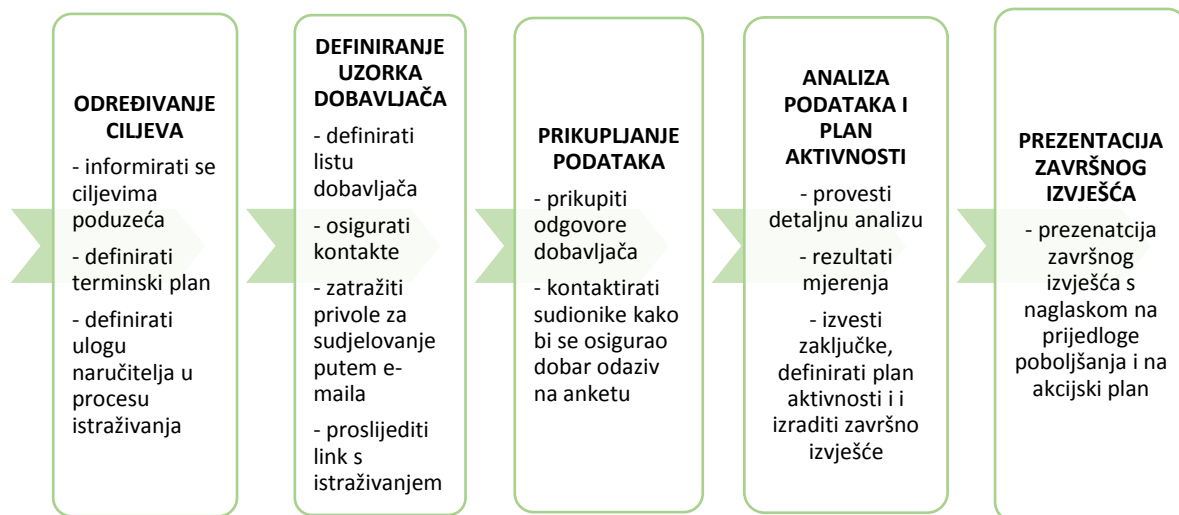 ODREĐIVANJE
CILJEVA
- informirati se
ciljevima
poduzeća
- definirati
terminski plan
- definirati
ulogu
naručitelja u
procesu
istraživanja
DEFINIRANJE
UZORKA
DOBAVLJAČA
- definirati
listu
dobavljača
- osigurati
kontakte
- zatražiti
privole za
sudjelovanje
putem e-
maila
- proslijediti
link s
istraživanjem
PRIKUPLJANJE
PODATAKA
- prikupiti
odgovore
dobavljača
- kontaktirati
sudionike kako
bi se osigurao
dobar odaziv
na anketu
ANALIZA
PODATAKA I
PLAN
AKTIVNOSTI
- provesti
detaljnu analizu
- rezultati
mjerenja
- izvesti
zaključke,
definirati plan
aktivnosti i i
izraditi završno
izvješće
PREZENTACIJA
ZAVRŠNOG
IZVJEŠĆA
- prezenatcija
završnog
izvješća s
naglaskom na
prijedloge
poboljšanja i na
akcijski plan